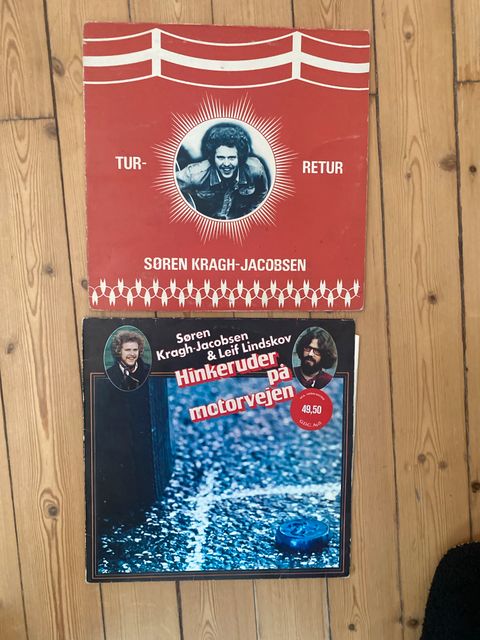 TUR-
RETUR
SØREN KRAGH-JACOBSEN
Søren
Kragh-Jacobsen
& Leif Lindskov
Hinkeruder
på
motorvejen
49,50